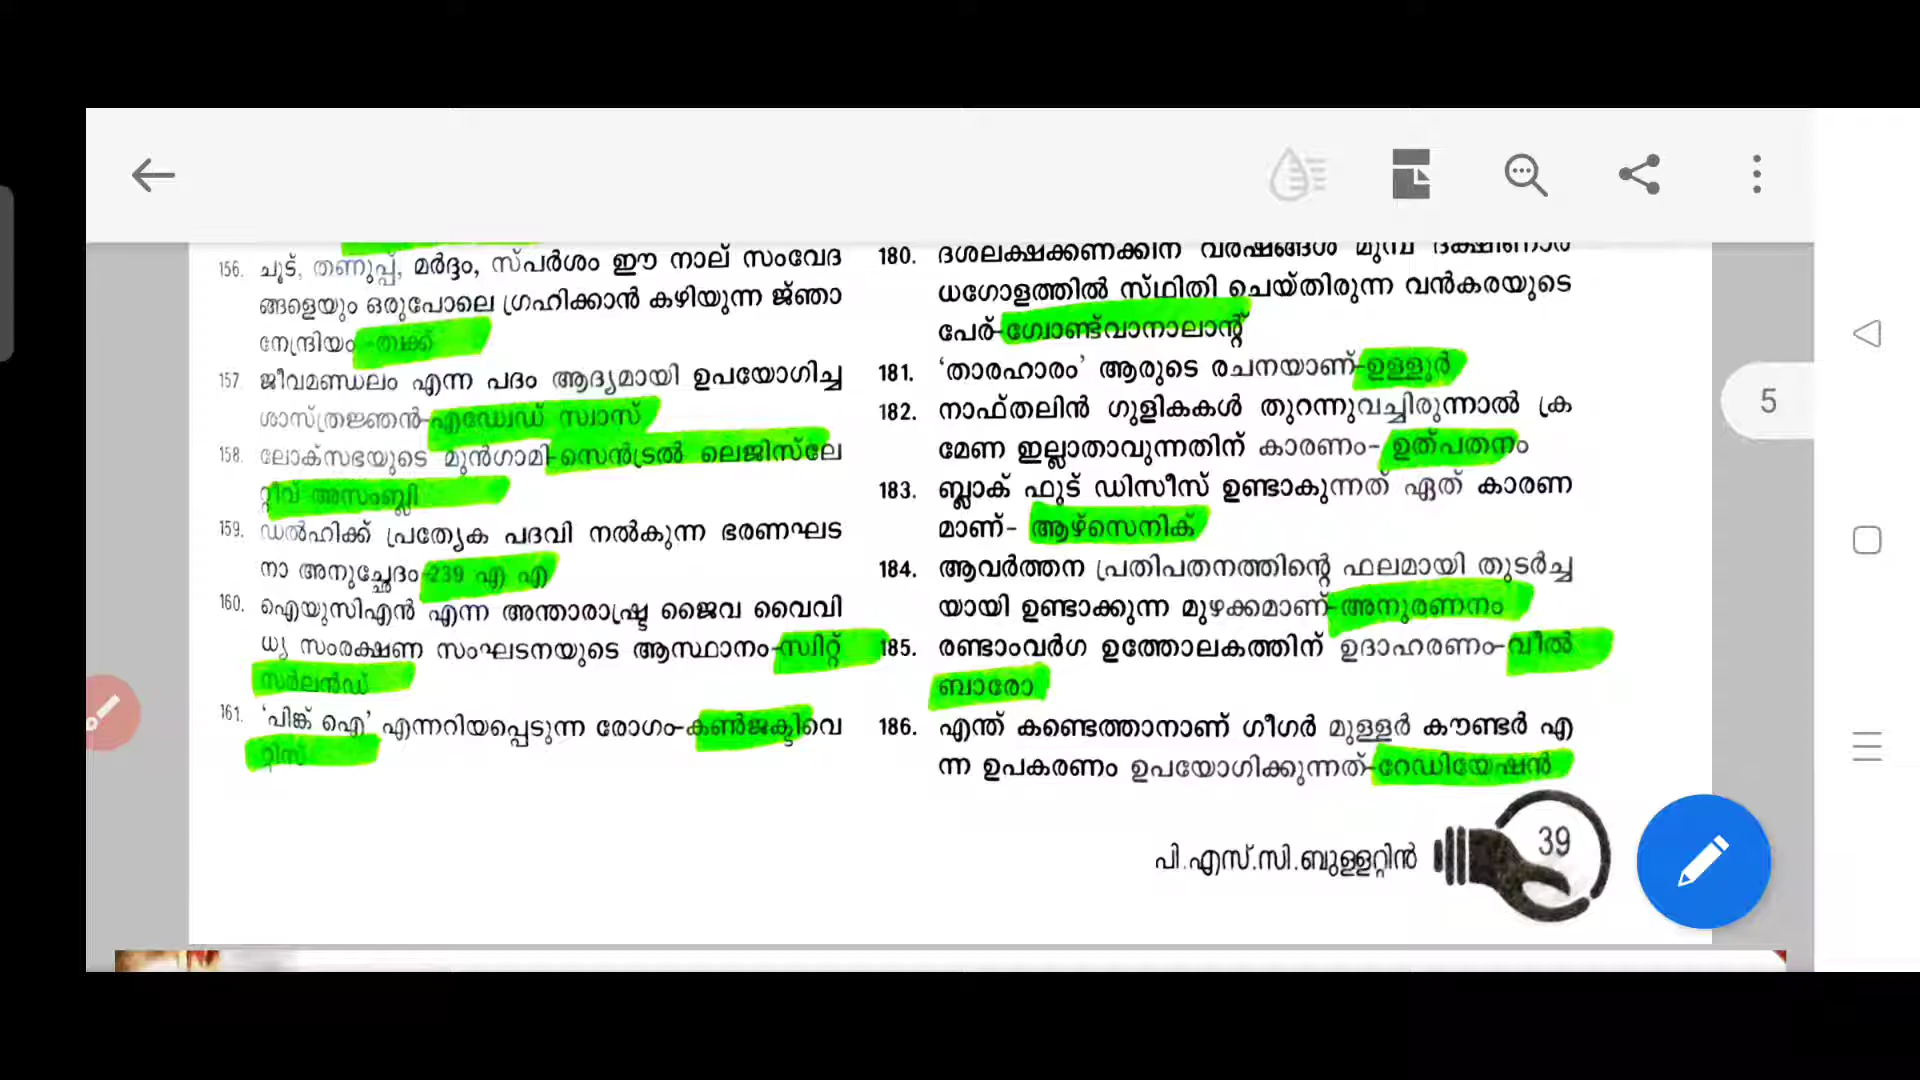 156. ചൂട്, തണുപ്പ്, മർദ്ദം, സ്പർശം ഈ നാല് സംവേദ
ങ്ങളെയും ഒരുപോലെ ഗ്രഹിക്കാൻ കഴിയുന്ന ജ്ഞാ
നേന്ദ്രിയം-ത്വക്ക്
157. ജീവമണ്ഡലം എന്ന പദം ആദ്യമായി ഉപയോഗിച്ച
ശാസ്ത്രജ്ഞൻ-എഡ്വേഡ് സ്വാസ്
158. ലോക്സഭയുടെ മുൻഗാമി-സെൻട്രൽ ലെജിസ്ലേ
റ്റീവ് അസംബ്ലി
159. ഡൽഹിക്ക് പ്രത്യേക പദവി നൽകുന്ന ഭരണഘട
നാ അനുച്ഛേദം-239 എ എ
160. ഐയുസിഎൻ എന്ന അന്താരാഷ്ട്ര ജൈവ വൈവി
ധ്യ സംരക്ഷണ സംഘടനയുടെ ആസ്ഥാനം-സ്വിറ്റ്
സർലൻഡ്
161. 'പിങ്ക് ഐ' എന്നറിയപ്പെടുന്ന രോഗം-കൺജങ്റ്റിവൈ
റ്റിസ്
180. ദശലക്ഷക്കണക്കിന് വർഷങ്ങൾ മുമ്പ് ദക്ഷിണാർ
ധഗോളത്തിൽ സ്ഥിതി ചെയ്തിരുന്ന വൻകരയുടെ
പേര്-ഗ്വോണ്ട്വാനാലാന്റ്
181. 'താരഹാരം' ആരുടെ രചനയാണ്-ഉള്ളൂർ
182. നാഫ്തലിൻ ഗുളികകൾ തുറന്നുവച്ചിരുന്നാൽ ക്ര
മേണ ഇല്ലാതാവുന്നതിന് കാരണം- ഉത്പതനം
183. ബ്ലാക് ഫൂട് ഡിസീസ് ഉണ്ടാകുന്നത് ഏത് കാരണ
മാണ്- ആഴ്സെനിക്
184. ആവർത്തന പ്രതിപതനത്തിന്റെ ഫലമായി തുടർച്ച
യായി ഉണ്ടാക്കുന്ന മുഴക്കമാണ്-അനുരണനം
185. രണ്ടാംവർഗ ഉത്തോലകത്തിന് ഉദാഹരണം-വീൽ
ബാരോ
186. എന്ത് കണ്ടെത്താനാണ് ഗീഗർ മുള്ളർ കൗണ്ടർ എ
ന്ന ഉപകരണം ഉപയോഗിക്കുന്നത്-റേഡിയേഷൻ
പി.എസ്.സി.ബുള്ളറ്റിൻ
39
5